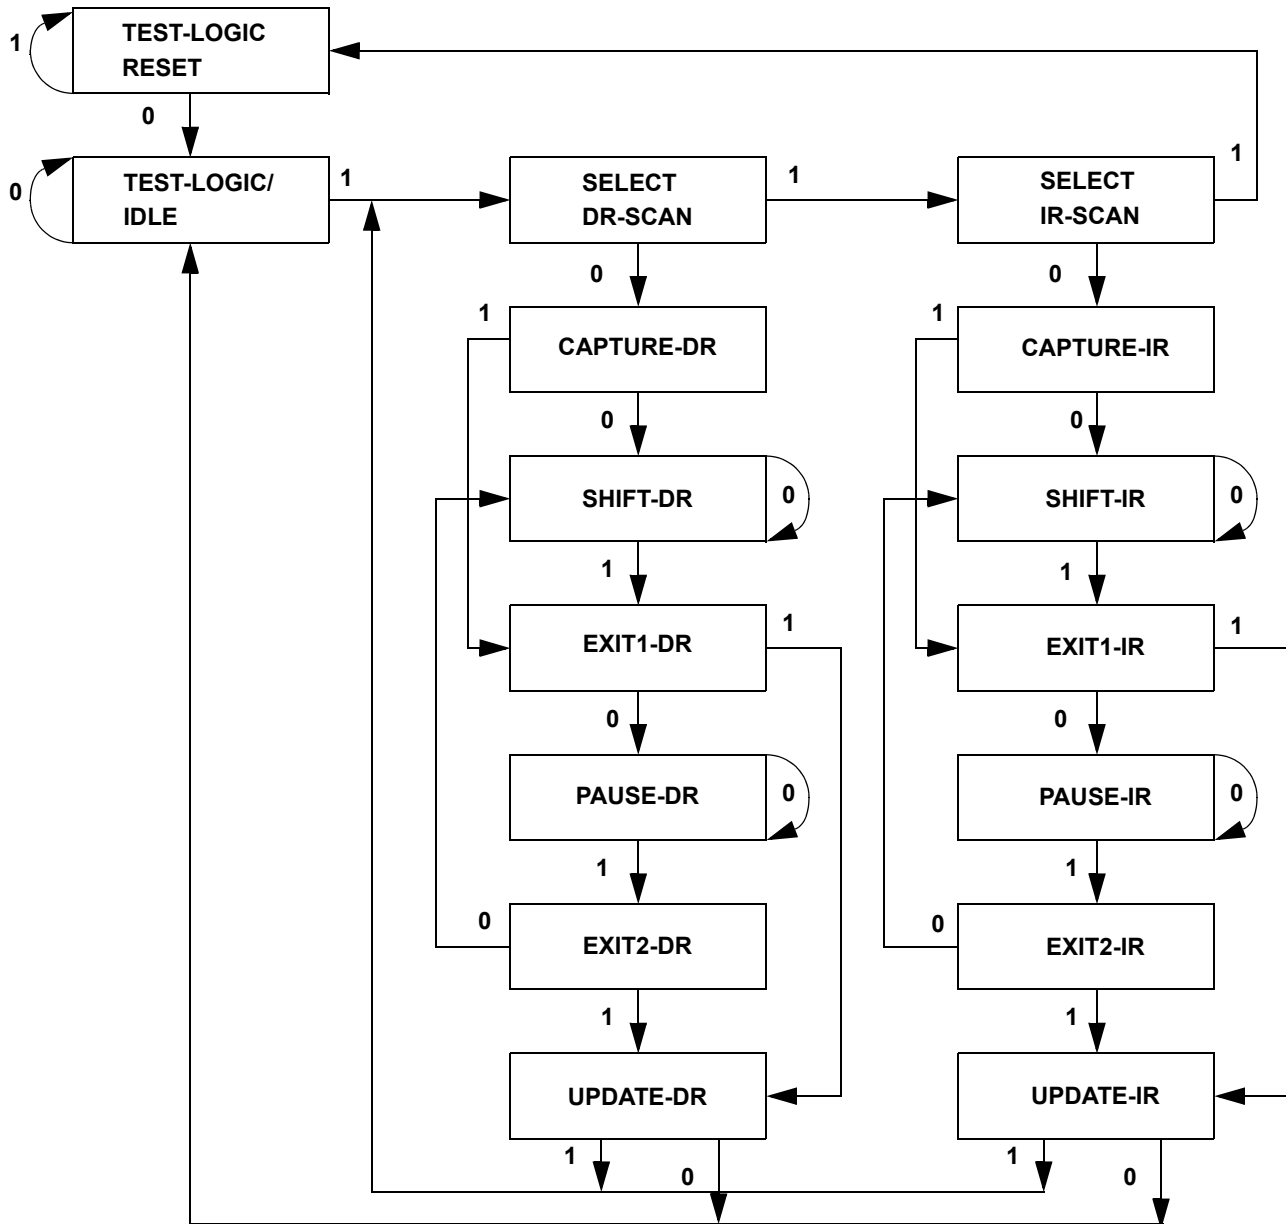 1
TEST-LOGIC
RESET
0
0
TEST-LOGIC/
IDLE
1
SELECT
DR-SCAN
1
SELECT
IR-SCAN
1
0
0
1
CAPTURE-DR
1
CAPTURE-IR
0
0
SHIFT-DR
0
SHIFT-IR
0
1
1
EXIT1-DR
1
EXIT1-IR
1
0
0
PAUSE-DR
0
PAUSE-IR
0
1
1
0
EXIT2-DR
0
EXIT2-IR
1
1
UPDATE-DR
UPDATE-IR
1
0
1
0